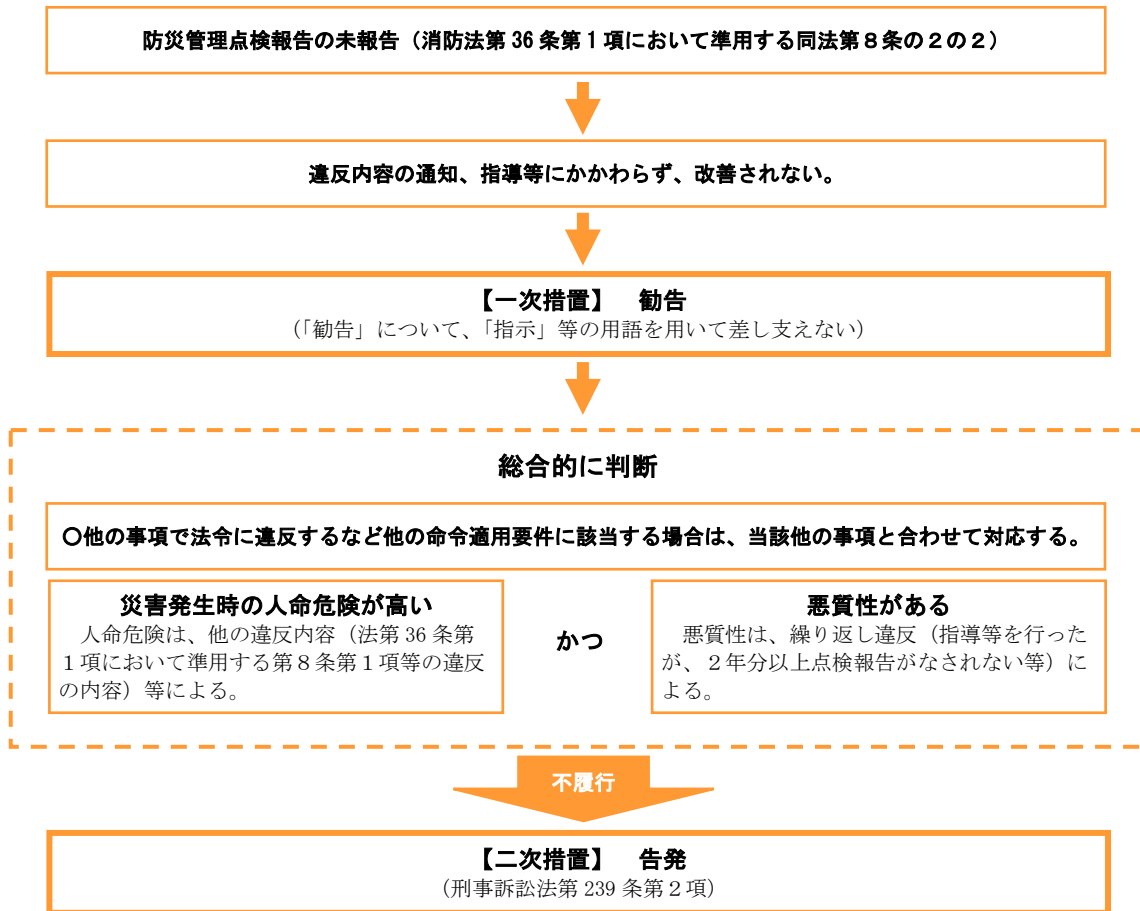 防災管理点検報告の未報告（消防法第 36 条第１項において準用する同法第８条の２の２）
違反内容の通知、指導等にかかわらず、改善されない。
【一次措置】　勧告
（「勧告」について、「指示」等の用語を用いて差し支えない）
総合的に判断
〇他の事項で法令に違反するなど他の命令適用要件に該当する場合は、当該他の事項と合わせて対応する。
災害発生時の人命危険が高い
人命危険は、他の違反内容（法第 36 条第
１項において準用する第８条第１項等の違反
の内容）等による。
かつ
悪質性がある
悪質性は、繰り返し違反（指導等を行った
が、２年分以上点検報告がなされない等）に
よる。
不履行
【二次措置】　告発
（刑事訴訟法第 239 条第２項）